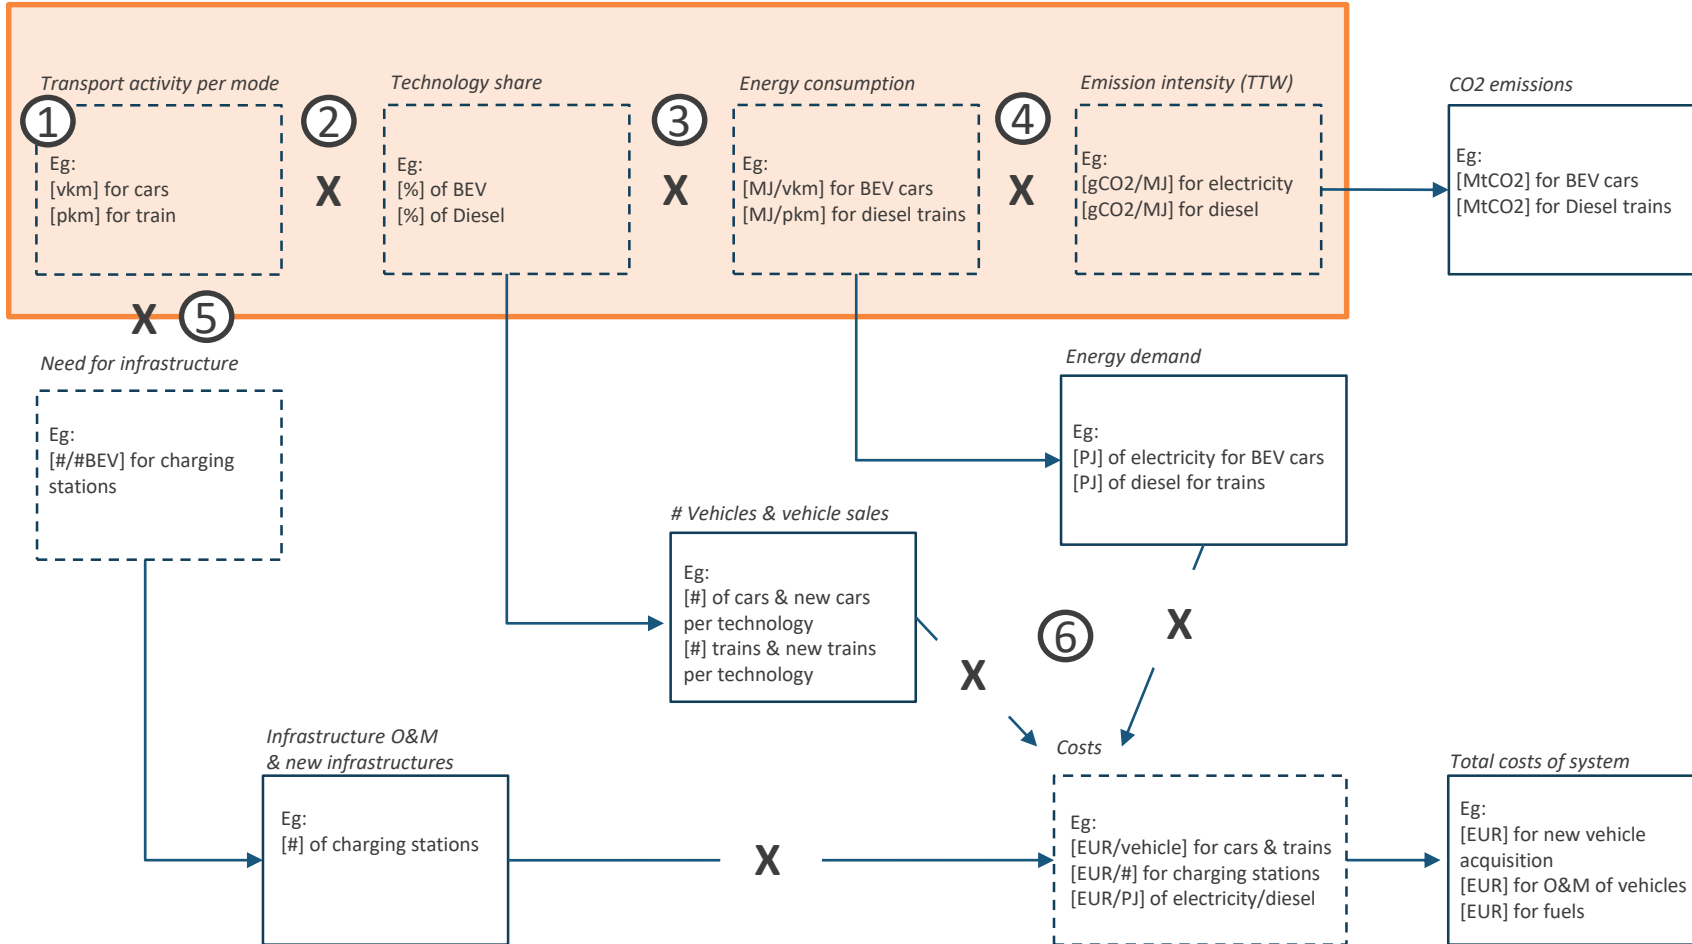 Transport activity per mode
1
Eg:
[vkm] for cars
[pkm] for train
2
X
Technology share
Eg:
[%] of BEV
[%] of Diesel
3
X
Energy consumption
Eg:
[MJ/vkm] for BEV cars
[MJ/pkm] for diesel trains
4
X
Emission intensity (TTW)
Eg:
[gCO2/MJ] for electricity
[gCO2/MJ] for diesel
CO2 emissions
Eg:
[MtCO2] for BEV cars
[MtCO2] for Diesel trains
X
5
Need for infrastructure
Eg:
[#/#BEV] for charging
stations
Energy demand
Eg:
[PJ] of electricity for BEV cars
[PJ] of diesel for trains
# Vehicles & vehicle sales
Eg:
[#] of cars & new cars
per technology
[#] trains & new trains
per technology
X
6
X
Infrastructure O&M
& new infrastructures
Eg:
[#] of charging stations
X
Costs
Eg:
[EUR/vehicle] for cars & trains
[EUR/#] for charging stations
[EUR/PJ] of electricity/diesel
Total costs of system
Eg:
[EUR] for new vehicle
acquisition
[EUR] for O&M of vehicles
[EUR] for fuels